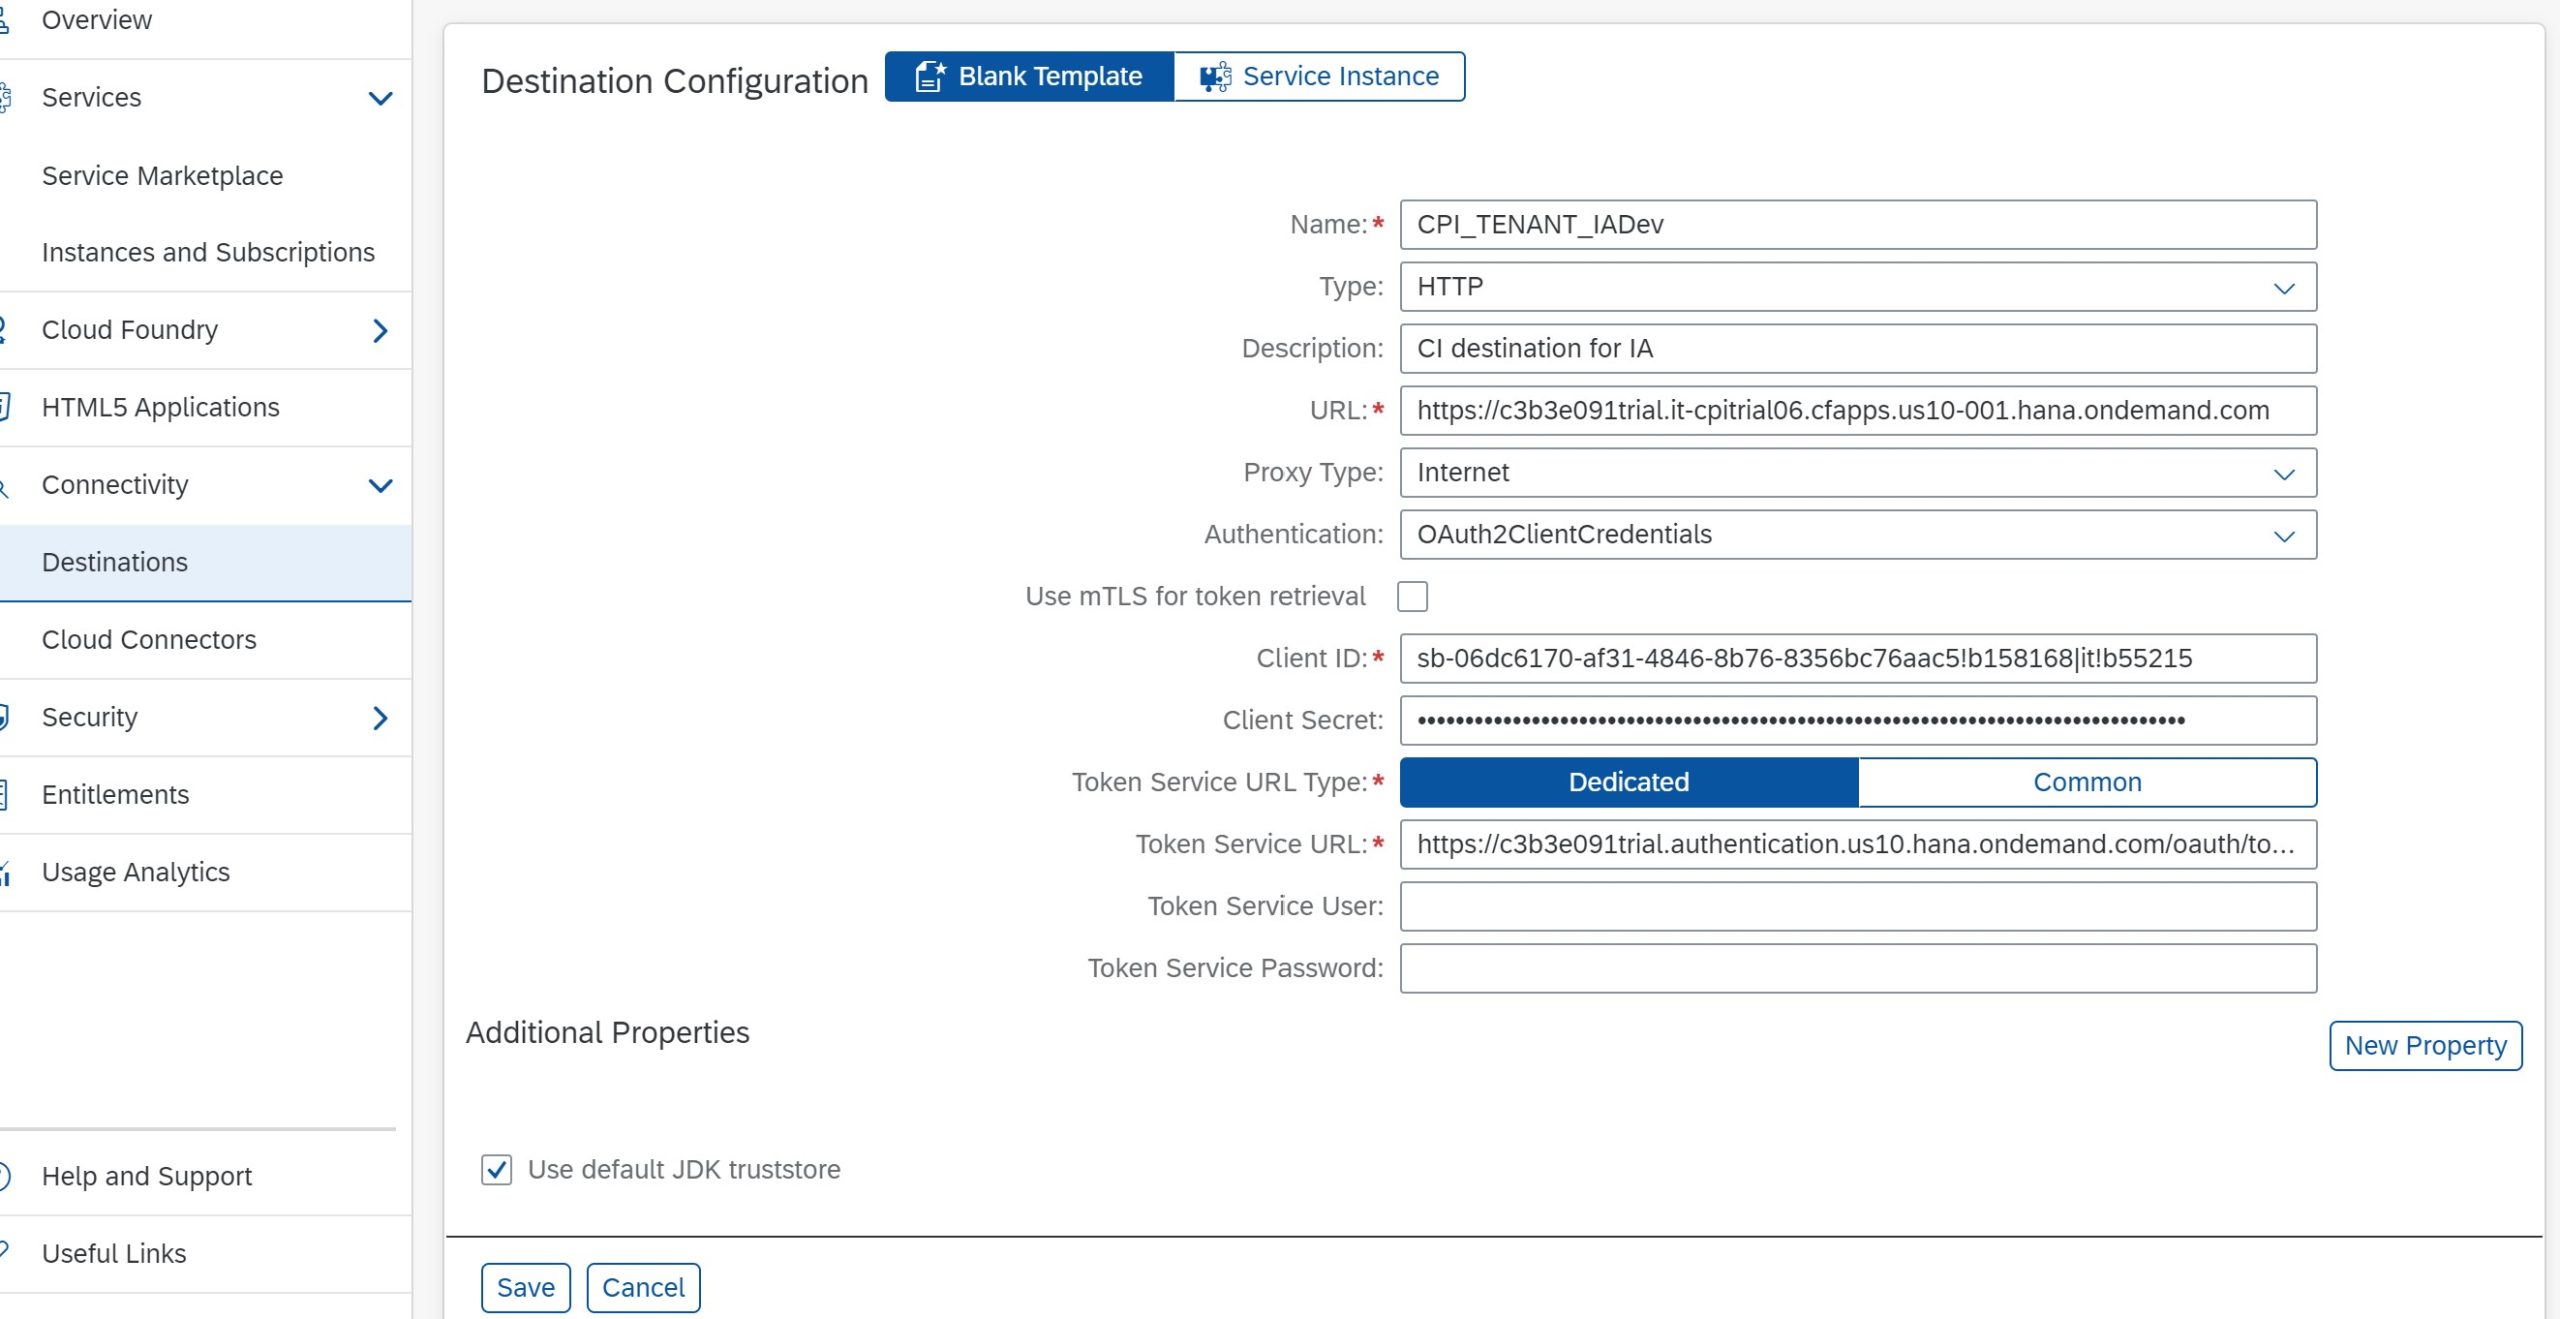 Overview
Services
Service Marketplace
Instances and Subscriptions
Cloud Foundry
HTML5 Applications
Connectivity
Destinations
Cloud Connectors
Security
Entitlements
Usage Analytics
Help and Support
Useful Links
Destination Configuration Blank Template Service Instance
Name:* CPI_TENANT_IADev
Type: HTTP
Description: CI destination for IA
URL:* https://c3b3e091trial.it-cpitrial06.cfapps.us10-001.hana.ondemand.com
Proxy Type: Internet
Authentication: OAuth2ClientCredentials
Use mTLS for token retrieval
Client ID:* sb-06dc6170-af31-4846-8b76-8356bc76aac5!b158168|it!b55215
Client Secret:
Token Service URL Type:* Dedicated Common
Token Service URL:* https://c3b3e091trial.authentication.us10.hana.ondemand.com/oauth/to...
Token Service User:
Token Service Password:
Additional Properties
New Property
Use default JDK truststore
Save Cancel